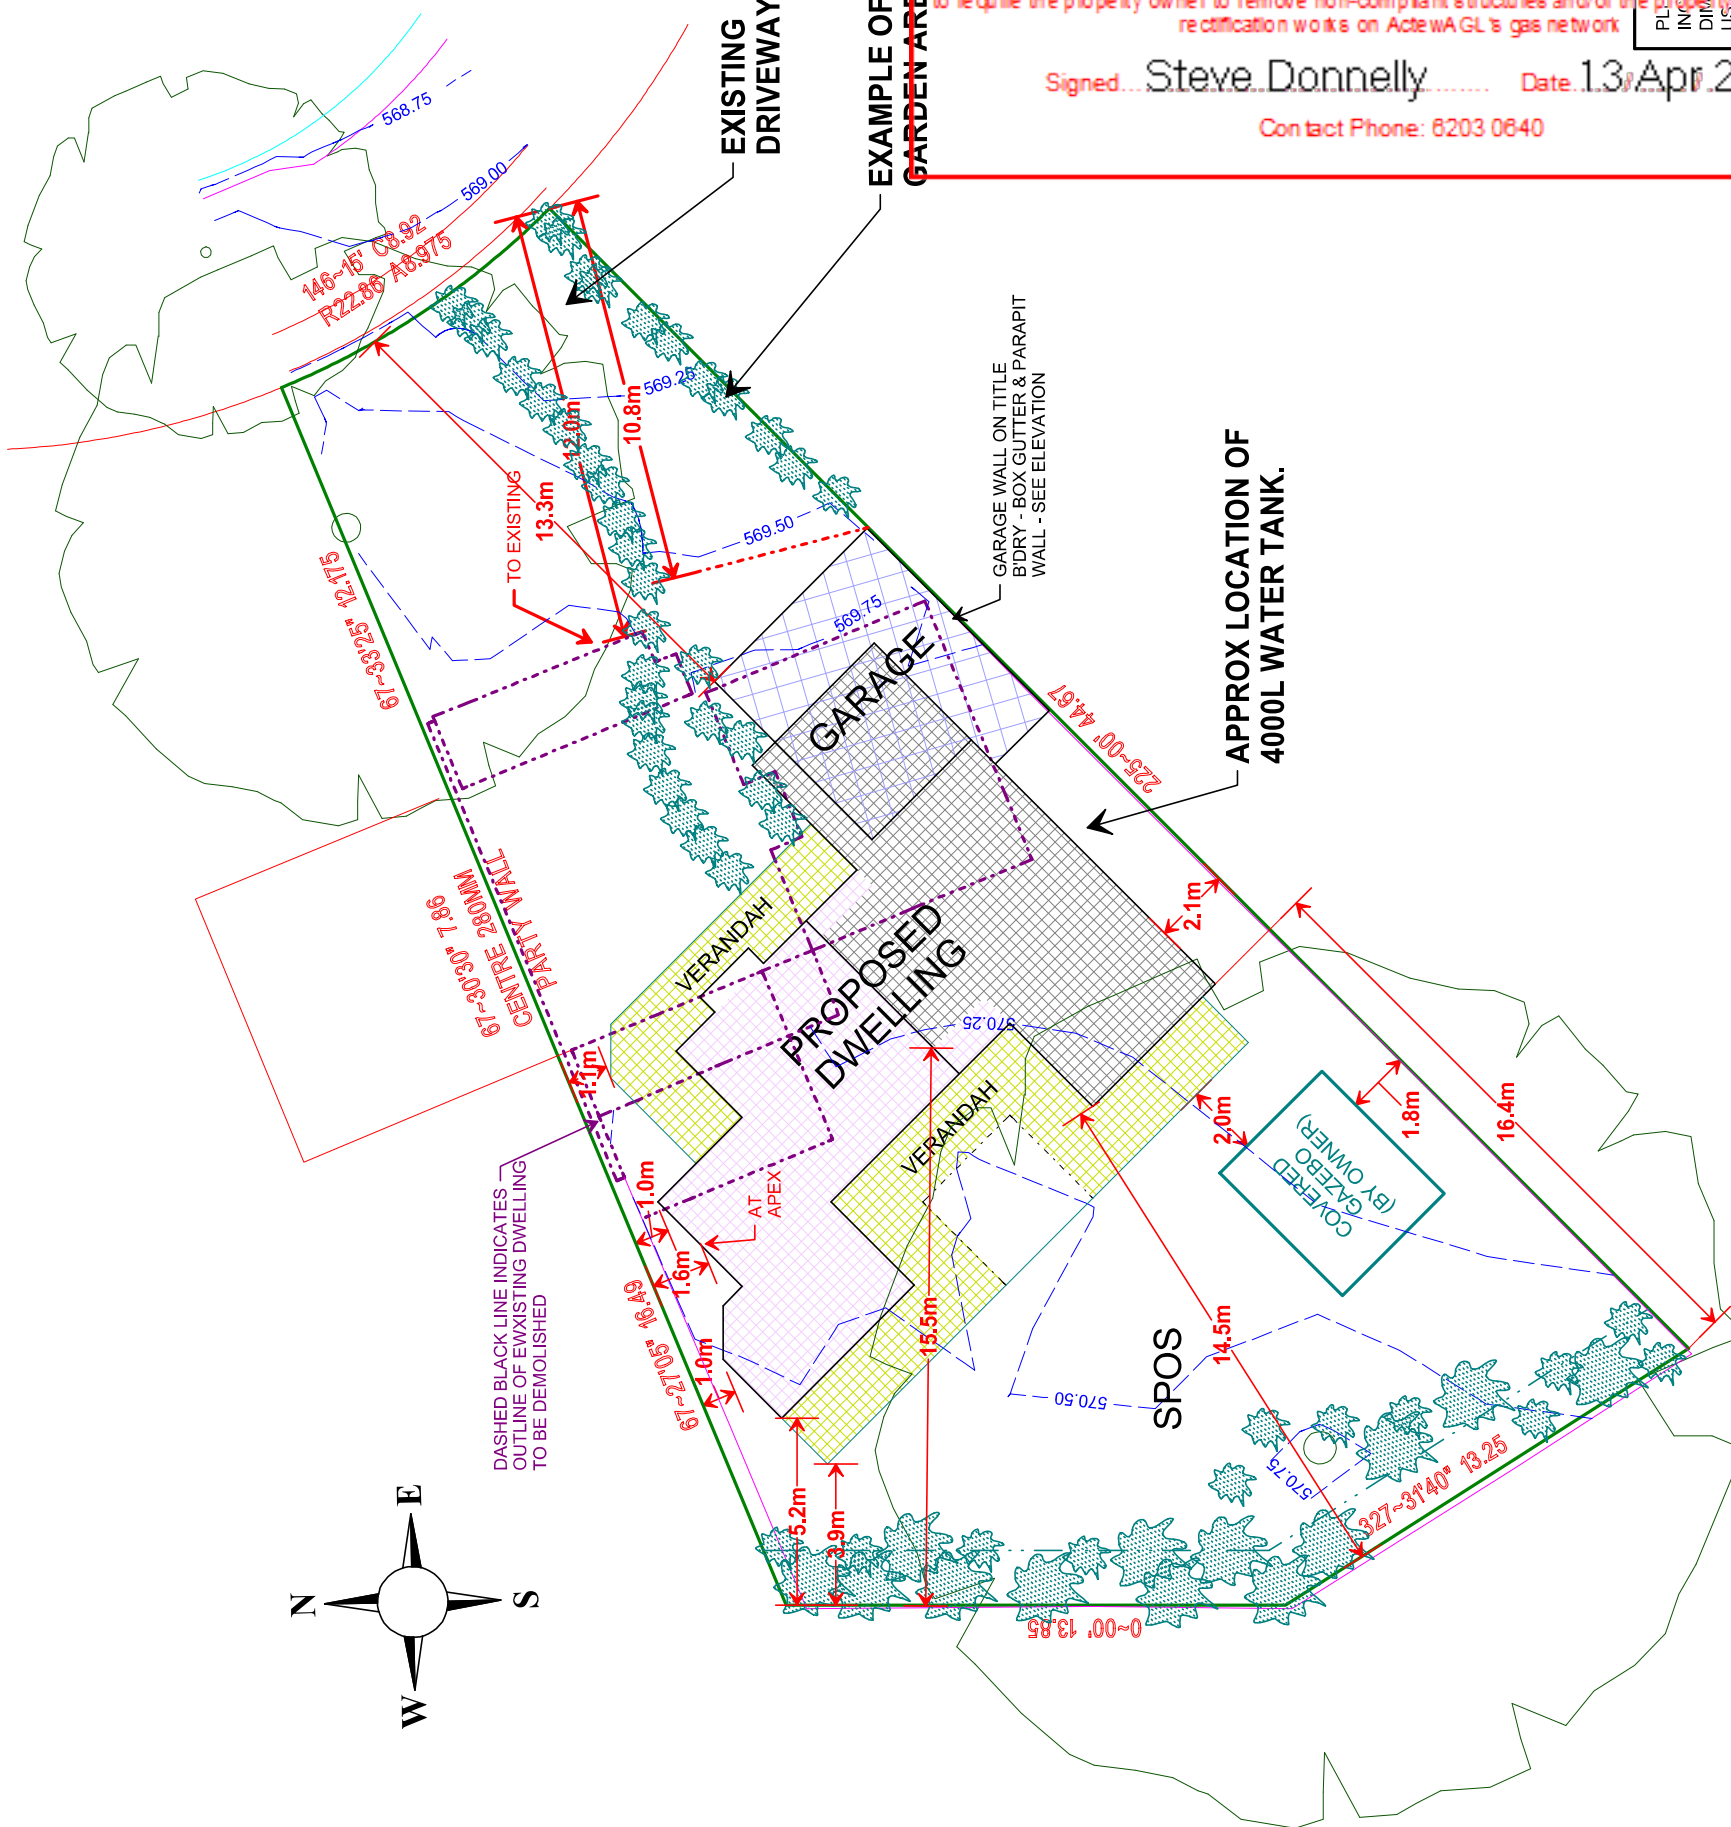 to require the property owner to remove non-compliant structures and/or the property
rectification works on ActewAGL's gas network
Signed Steve Donnelly Date 13 Apr 2
Contact Phone: 6203 0640
PL
INC
DIM
US
EXISTING
DRIVEWAY
EXAMPLE OF
GARDEN ARE
568.75
569.00
146~15' C8.92
R22.86 A8.975
569.25
12.0m
10.8m
TO EXISTING
13.3m
569.50
GARAGE WALL ON TITLE
B'DRY - BOX GUTTER & PARAPIT
WALL - SEE ELEVATION
67~33'25" 12.175
569.75
GARAGE
APPROX LOCATION OF
4000L WATER TANK.
225~00' 44.67
67~30'30" 7.86
CENTRE 280MM
PARTY WALL
VERANDAH
2.1m
PROPOSED
DWELLING
570.25
1.1m
VERANDAH
2.0m
1.8m
16.4m
COVERED
GAZEBO
(BY OWNER)
DASHED BLACK LINE INDICATES
OUTLINE OF EWXISTING DWELLING
TO BE DEMOLISHED
1.0m
AT
APEX
1.6m
67~27'05" 16.49
1.0m
15.5m
14.5m
SPOS
570.50
570.75
327~31'40" 13.25
5.2m
3.9m
0~00' 13.85
N
E
S
W